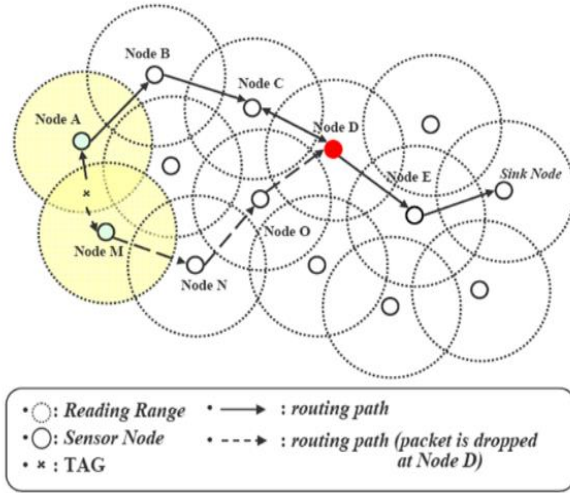 Node B
Node C
Node A
Node D
Node E
Sink Node
Node M
Node O
Node N
• : Reading Range
• : Sensor Node
• × : TAG
• : routing path
• : routing path (packet is dropped
at Node D)